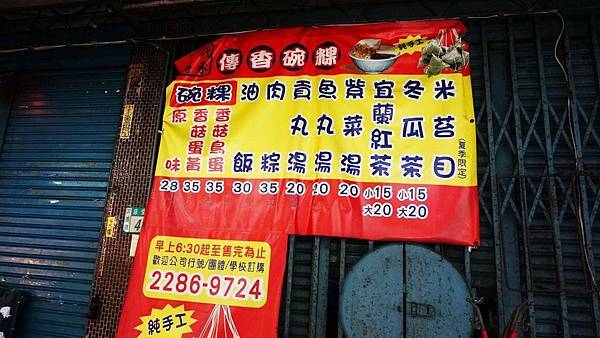 傳香碗粿
純手工
碗粿
原味 28
香菇蛋黃 35
香菇鳥蛋 35
油飯 30
肉粽 35
貢丸湯 20
魚丸湯 20
紫菜湯 20
宜蘭紅茶 小15 大20
冬瓜茶 小15 大20
米苔目(夏季限定)
早上6:30起至售完為止
歡迎公司行號/團體/學校訂購
2286-9724
純手工